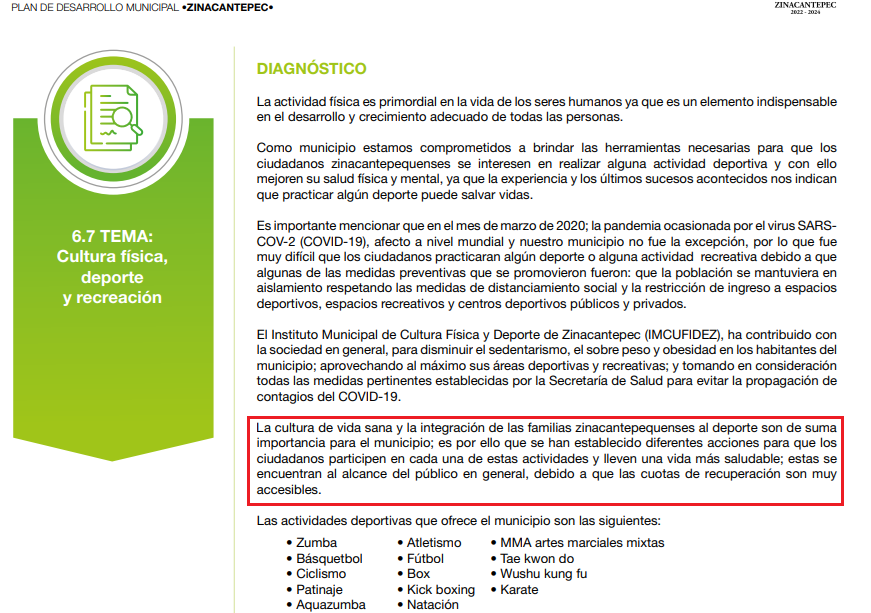 PLAN DE DESARROLLO MUNICIPAL •ZINACANTEPEC•
ZINACANTEPEC
2022 - 2024
6.7 TEMA:
Cultura física,
deporte
y recreación
DIAGNÓSTICO
La actividad física es primordial en la vida de los seres humanos ya que es un elemento indispensable
en el desarrollo y crecimiento adecuado de todas las personas.
Como municipio estamos comprometidos a brindar las herramientas necesarias para que los
ciudadanos zinacantepequenses se interesen en realizar alguna actividad deportiva y con ello
mejoren su salud física y mental, ya que la experiencia y los últimos sucesos acontecidos nos indican
que practicar algún deporte puede salvar vidas.
Es importante mencionar que en el mes de marzo de 2020; la pandemia ocasionada por el virus SARS-
COV-2 (COVID-19), afecto a nivel mundial y nuestro municipio no fue la excepción, por lo que fue
muy difícil que los ciudadanos practicaran algún deporte o alguna actividad recreativa debido a que
algunas de las medidas preventivas que se promovieron fueron: que la población se mantuviera en
aislamiento respetando las medidas de distanciamiento social y la restricción de ingreso a espacios
deportivos, espacios recreativos y centros deportivos públicos y privados.
El Instituto Municipal de Cultura Física y Deporte de Zinacantepec (IMCUFIDEZ), ha contribuido con
la sociedad en general, para disminuir el sedentarismo, el sobre peso y obesidad en los habitantes del
municipio; aprovechando al máximo sus áreas deportivas y recreativas; y tomando en consideración
todas las medidas pertinentes establecidas por la Secretaría de Salud para evitar la propagación de
contagios del COVID-19.
La cultura de vida sana y la integración de las familias zinacantepequenses al deporte son de suma
importancia para el municipio; es por ello que se han establecido diferentes acciones para que los
ciudadanos participen en cada una de estas actividades y lleven una vida más saludable; estas se
encuentran al alcance del público en general, debido a que las cuotas de recuperación son muy
accesibles.
Las actividades deportivas que ofrece el municipio son las siguientes:
• Zumba
• Básquetbol
• Ciclismo
• Patinaje
• Aquazumba
• Atletismo
• Fútbol
• Box
• Kick boxing
• Natación
• MMA artes marciales mixtas
• Tae kwon do
• Wushu kung fu
• Karate